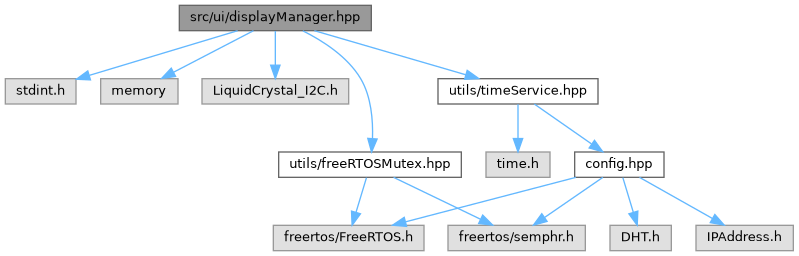 src/ui/displayManager.hpp
stdint.h
memory
LiquidCrystal_I2C.h
utils/timeService.hpp
utils/freeRTOSMutex.hpp
time.h
config.hpp
freertos/FreeRTOS.h
freertos/semphr.h
DHT.h
IPAddress.h